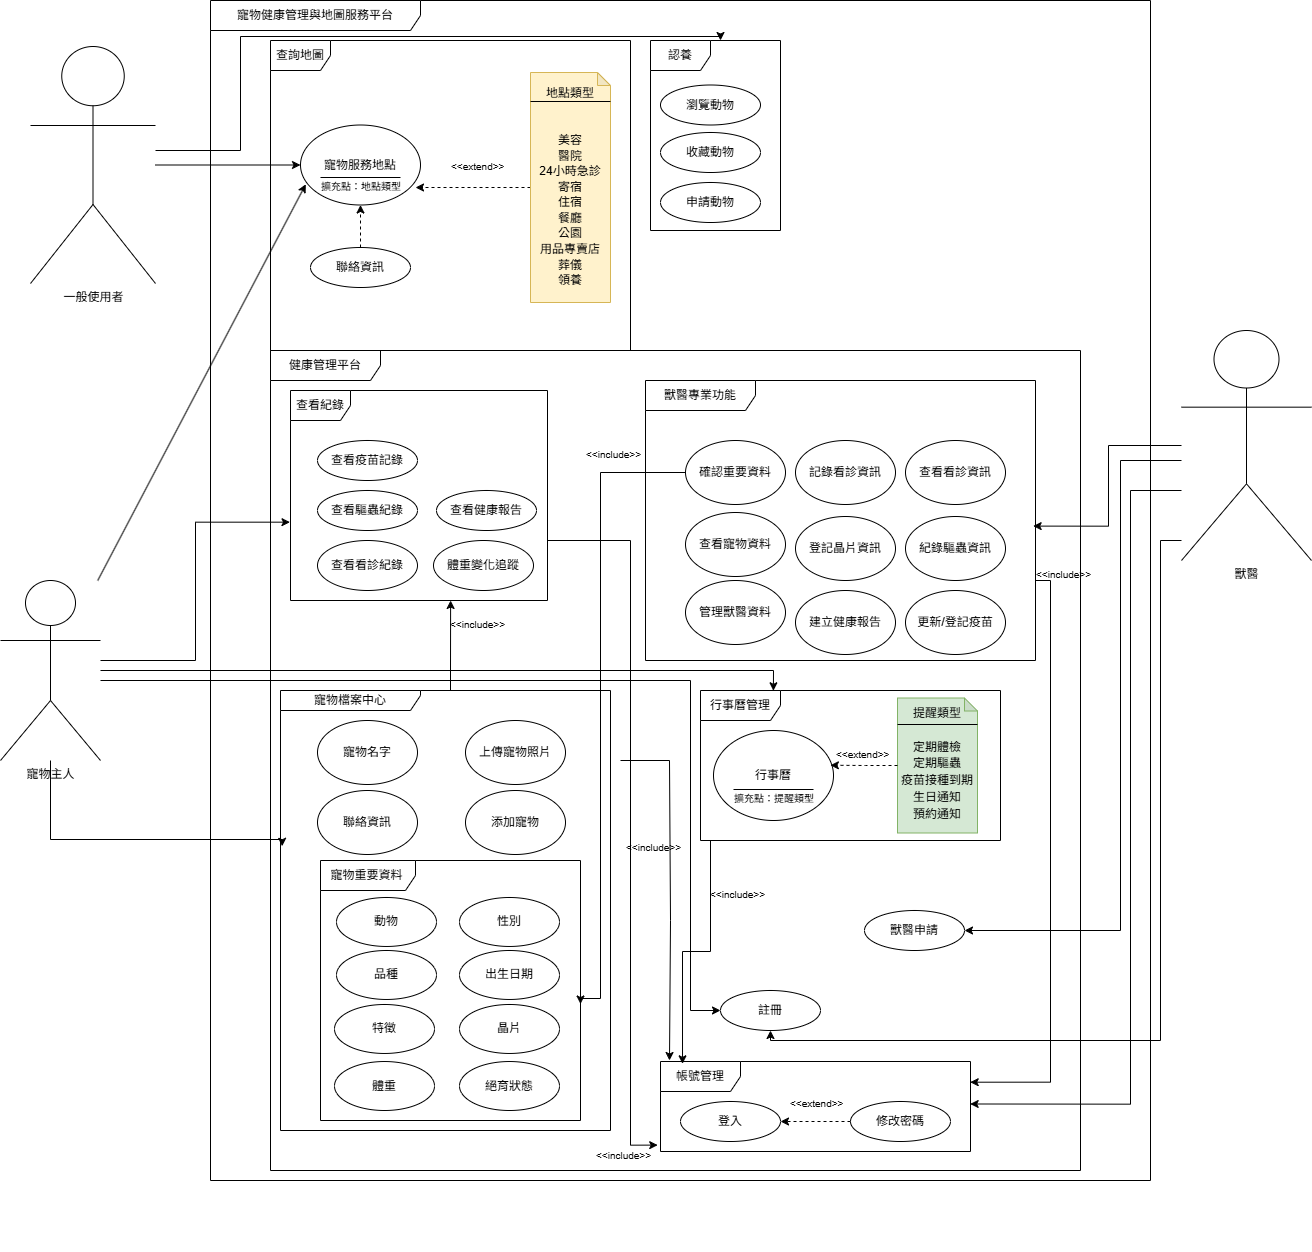 寵物健康管理與地圖服務平台
查詢地圖
認養
地點類型
美容
醫院
24小時急診
寄宿
住宿
餐廳
公園
用品專賣店
葬儀
領養
瀏覽動物
收藏動物
申請動物
寵物服務地點
擴充點：地點類型
<<extend>>
聯絡資訊
一般使用者
健康管理平台
查看紀錄
查看疫苗記錄
查看驅蟲紀錄
查看健康報告
查看看診紀錄
體重變化追蹤
<<include>>
獸醫專業功能
<<include>>
確認重要資料
記錄看診資訊
查看看診資訊
查看寵物資料
登記晶片資訊
紀錄驅蟲資訊
管理獸醫資料
建立健康報告
更新/登記疫苗
<<include>>
獸醫
寵物主人
寵物檔案中心
寵物名字
上傳寵物照片
聯絡資訊
添加寵物
寵物重要資料
動物
性別
品種
出生日期
特徵
晶片
體重
絕育狀態
行事曆管理
行事曆
擴充點：提醒類型
<<extend>>
提醒類型
定期體檢
定期驅蟲
疫苗接種到期
生日通知
預約通知
<<include>>
<<include>>
獸醫申請
註冊
帳號管理
登入
<<extend>>
修改密碼
<<include>>